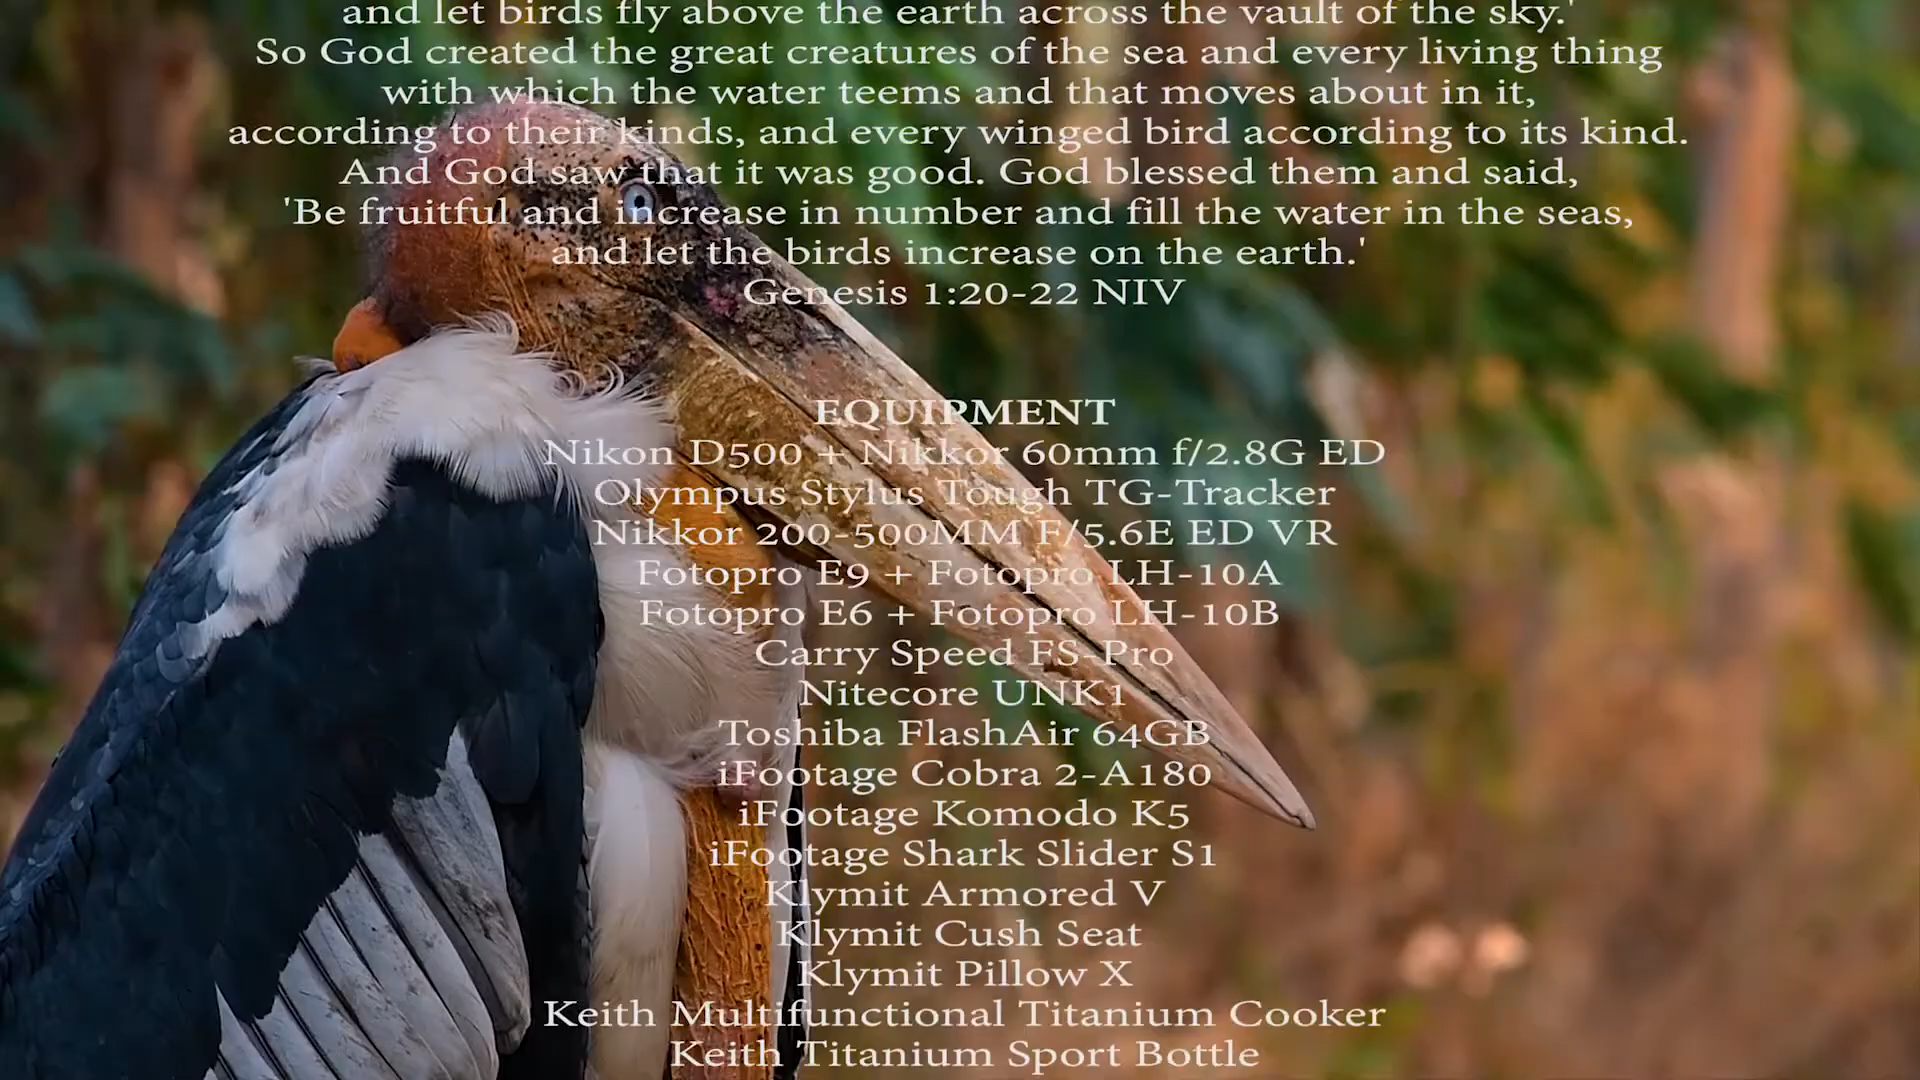 and let birds fly above the earth across the vault of the sky.'
So God created the great creatures of the sea and every living thing
with which the water teems and that moves about in it,
according to their kinds, and every winged bird according to its kind.
And God saw that it was good. God blessed them and said,
'Be fruitful and increase in number and fill the water in the seas,
and let the birds increase on the earth.'
Genesis 1:20-22 NIV
EQUIPMENT
Nikon D500 + Nikkor 60mm f/2.8G ED
Olympus Stylus Tough TG-Tracker
Nikkor 200-500MM F/5.6E ED VR
Fotopro E9 + Fotopro LH-10A
Fotopro E6 + Fotopro LH-10B
Carry Speed FS-Pro
Nitecore UNK1
Toshiba FlashAir 64GB
iFootage Cobra 2-A180
iFootage Komodo K5
iFootage Shark Slider S1
Klymit Armored V
Klymit Cush Seat
Klymit Pillow X
Keith Multifunctional Titanium Cooker
Keith Titanium Sport Bottle